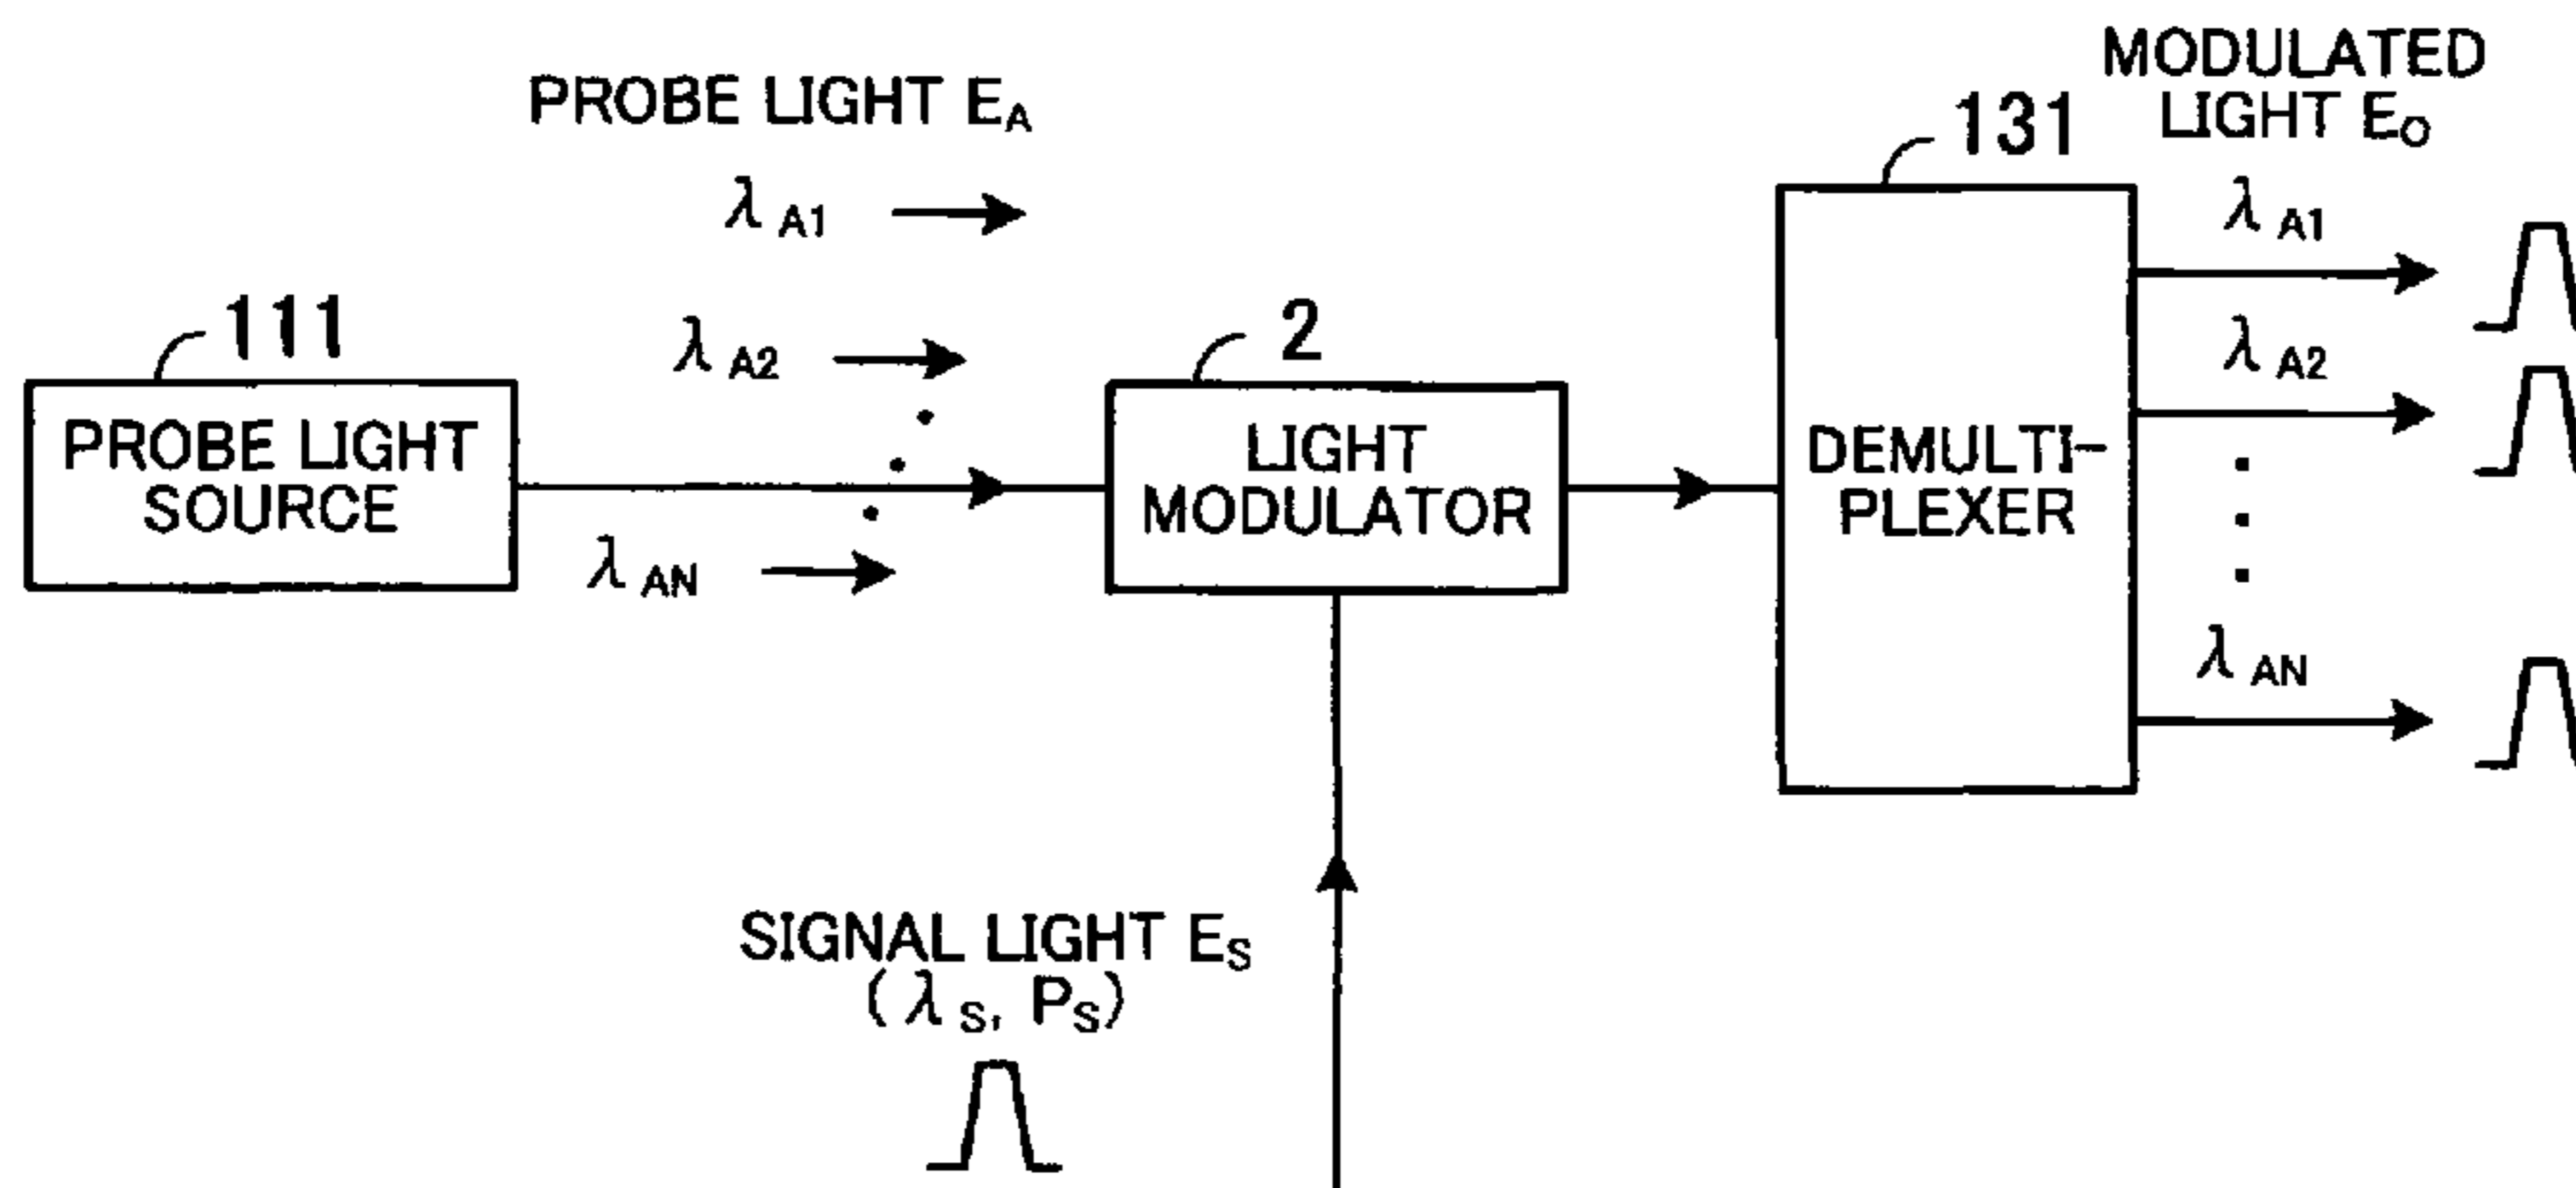 PROBE LIGHT EA
λA1
λA2
λAN
111
PROBE LIGHT
SOURCE
2
LIGHT
MODULATOR
SIGNAL LIGHT ES
(λS, PS)
131
DEMULTI-
PLEXER
MODULATED
LIGHT EO
λA1
λA2
λAN